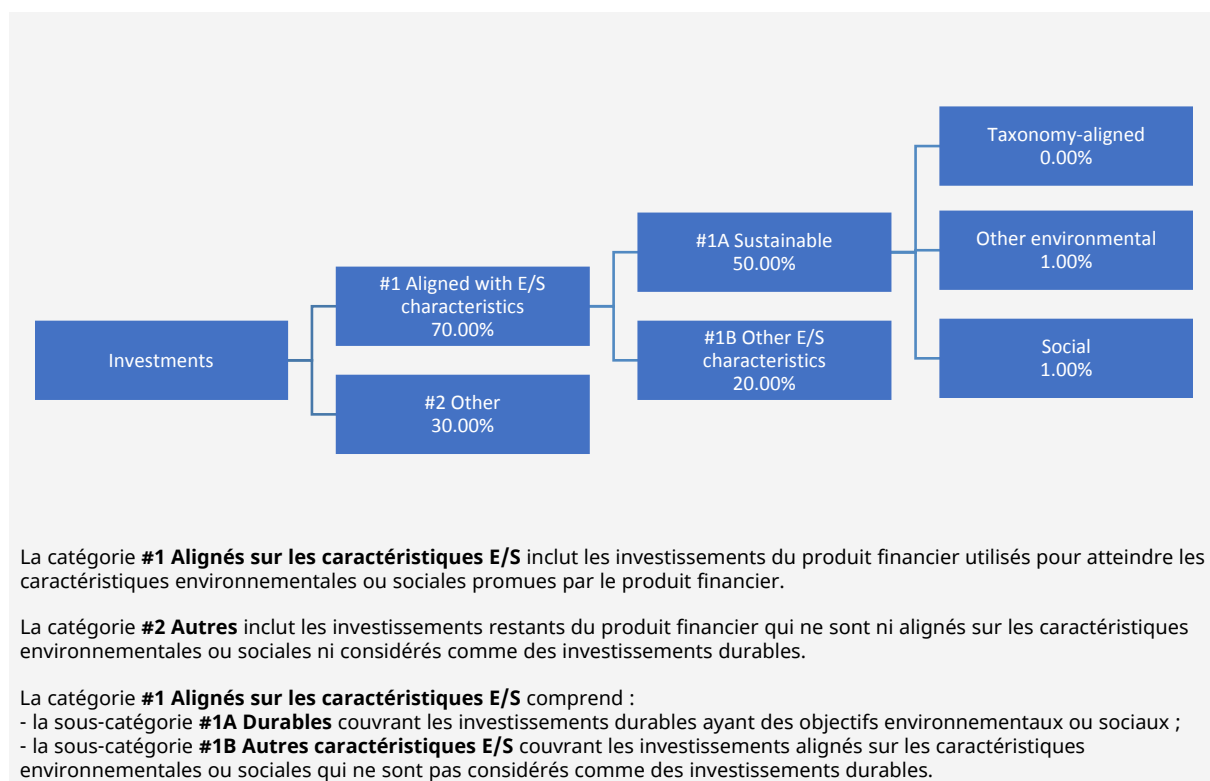 Investments
#1 Aligned with E/S
characteristics
70.00%
#2 Other
30.00%
#1A Sustainable
50.00%
#1B Other E/S
characteristics
20.00%
Taxonomy-aligned
0.00%
Other environmental
1.00%
Social
1.00%
La catégorie #1 Alignés sur les caractéristiques E/S inclut les investissements du produit financier utilisés pour atteindre les
caractéristiques environnementales ou sociales promues par le produit financier.
La catégorie #2 Autres inclut les investissements restants du produit financier qui ne sont ni alignés sur les caractéristiques
environnementales ou sociales ni considérés comme des investissements durables.
La catégorie #1 Alignés sur les caractéristiques E/S comprend :
- la sous-catégorie #1A Durables couvrant les investissements durables ayant des objectifs environnementaux ou sociaux ;
- la sous-catégorie #1B Autres caractéristiques E/S couvrant les investissements alignés sur les caractéristiques
environnementales ou sociales qui ne sont pas considérés comme des investissements durables.